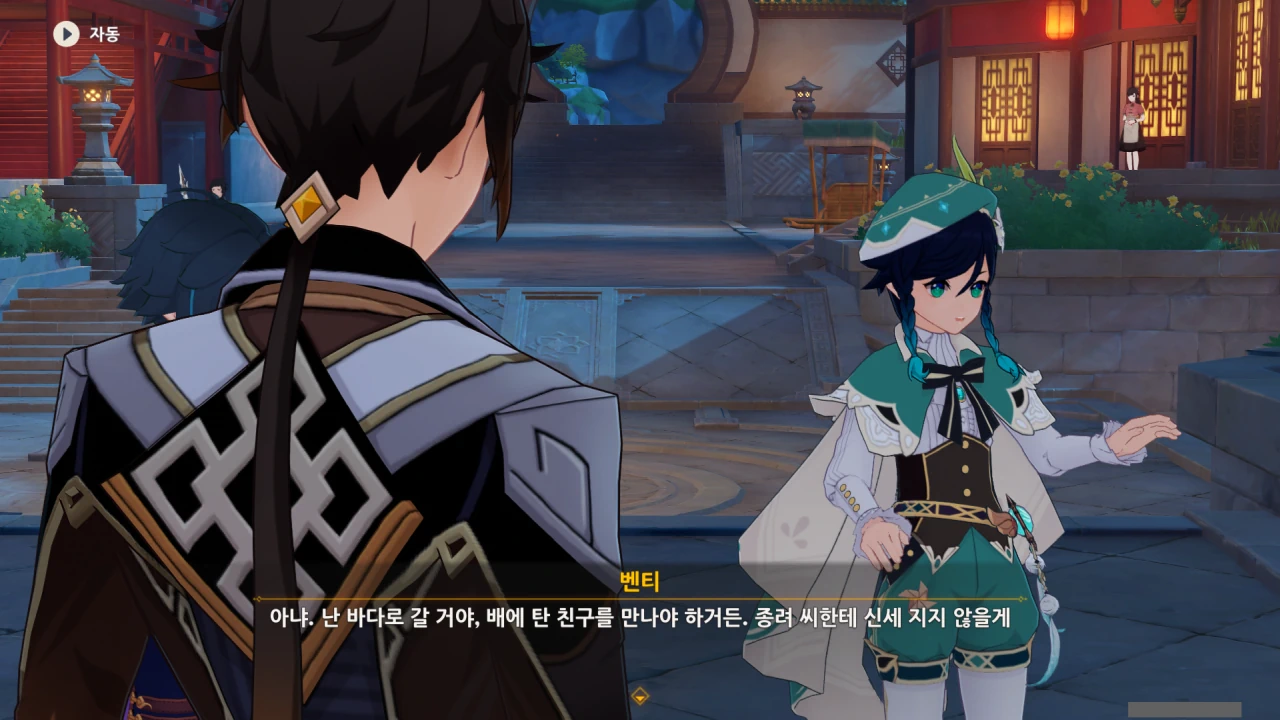 자동
벤티
아냐. 난 바다로 갈 거야, 배에 탄 친구를 만나야 하거든. 종려 씨한테 신세 지지 않을게